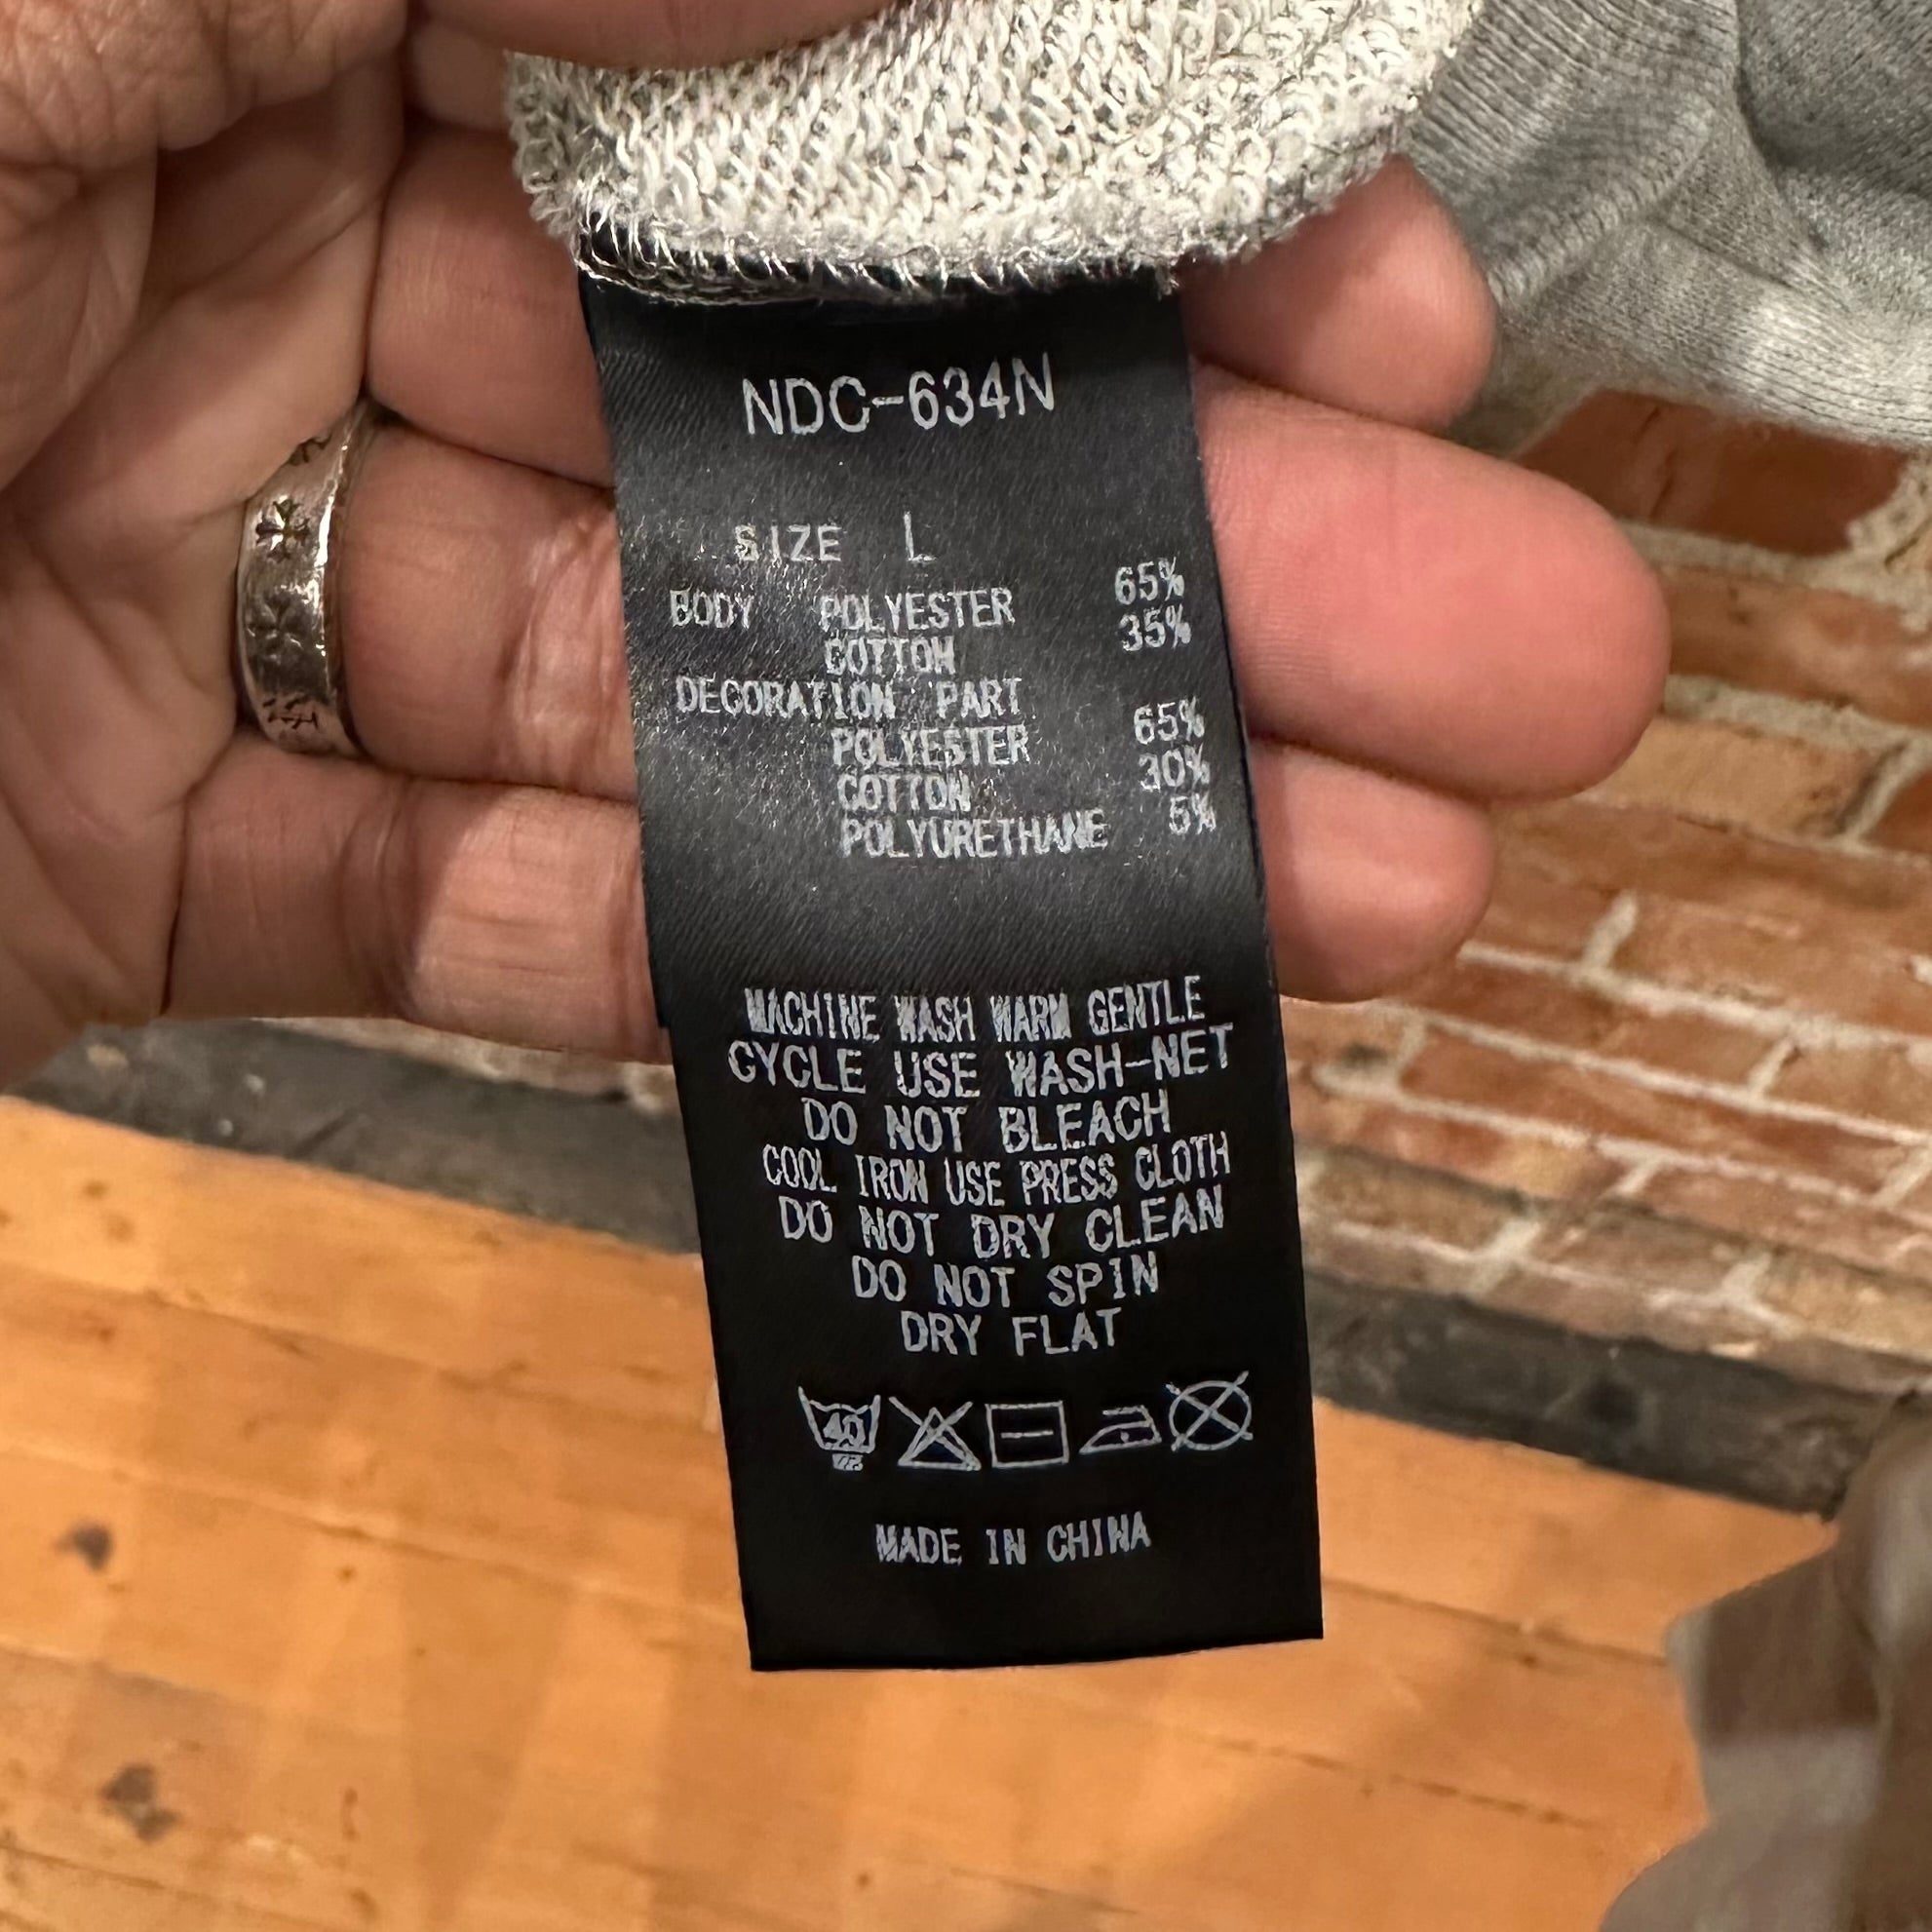 NDC-634N
SIZE L
BODY POLYESTER 65%
COTTON 35%
DECORATION PART
POLYESTER 65%
COTTON 30%
POLYURETHANE 5%
MACHINE WASH WARM GENTLE
CYCLE USE WASH-NET
DO NOT BLEACH
COOL IRON USE PRESS CLOTH
DO NOT DRY CLEAN
DO NOT SPIN
DRY FLAT
40
MADE IN CHINA